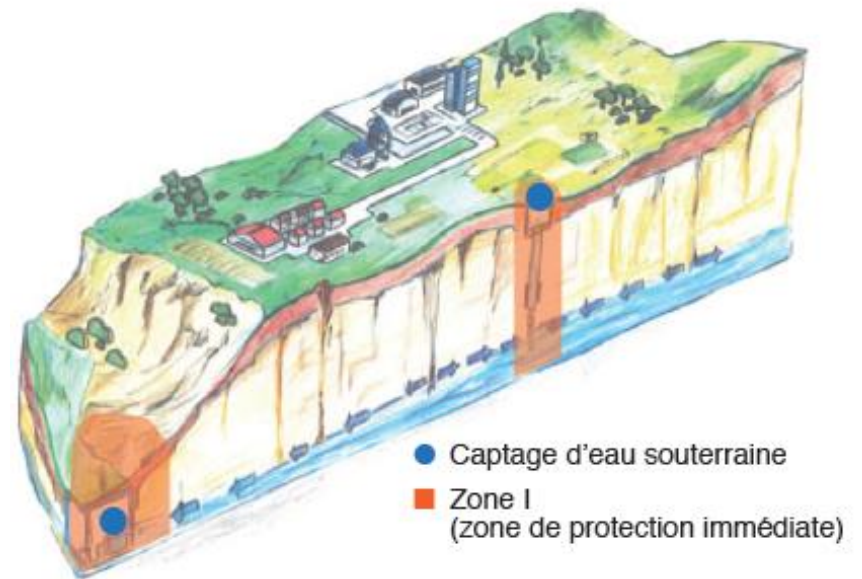 Captage d'eau souterraine
Zone I
(zone de protection immédiate)